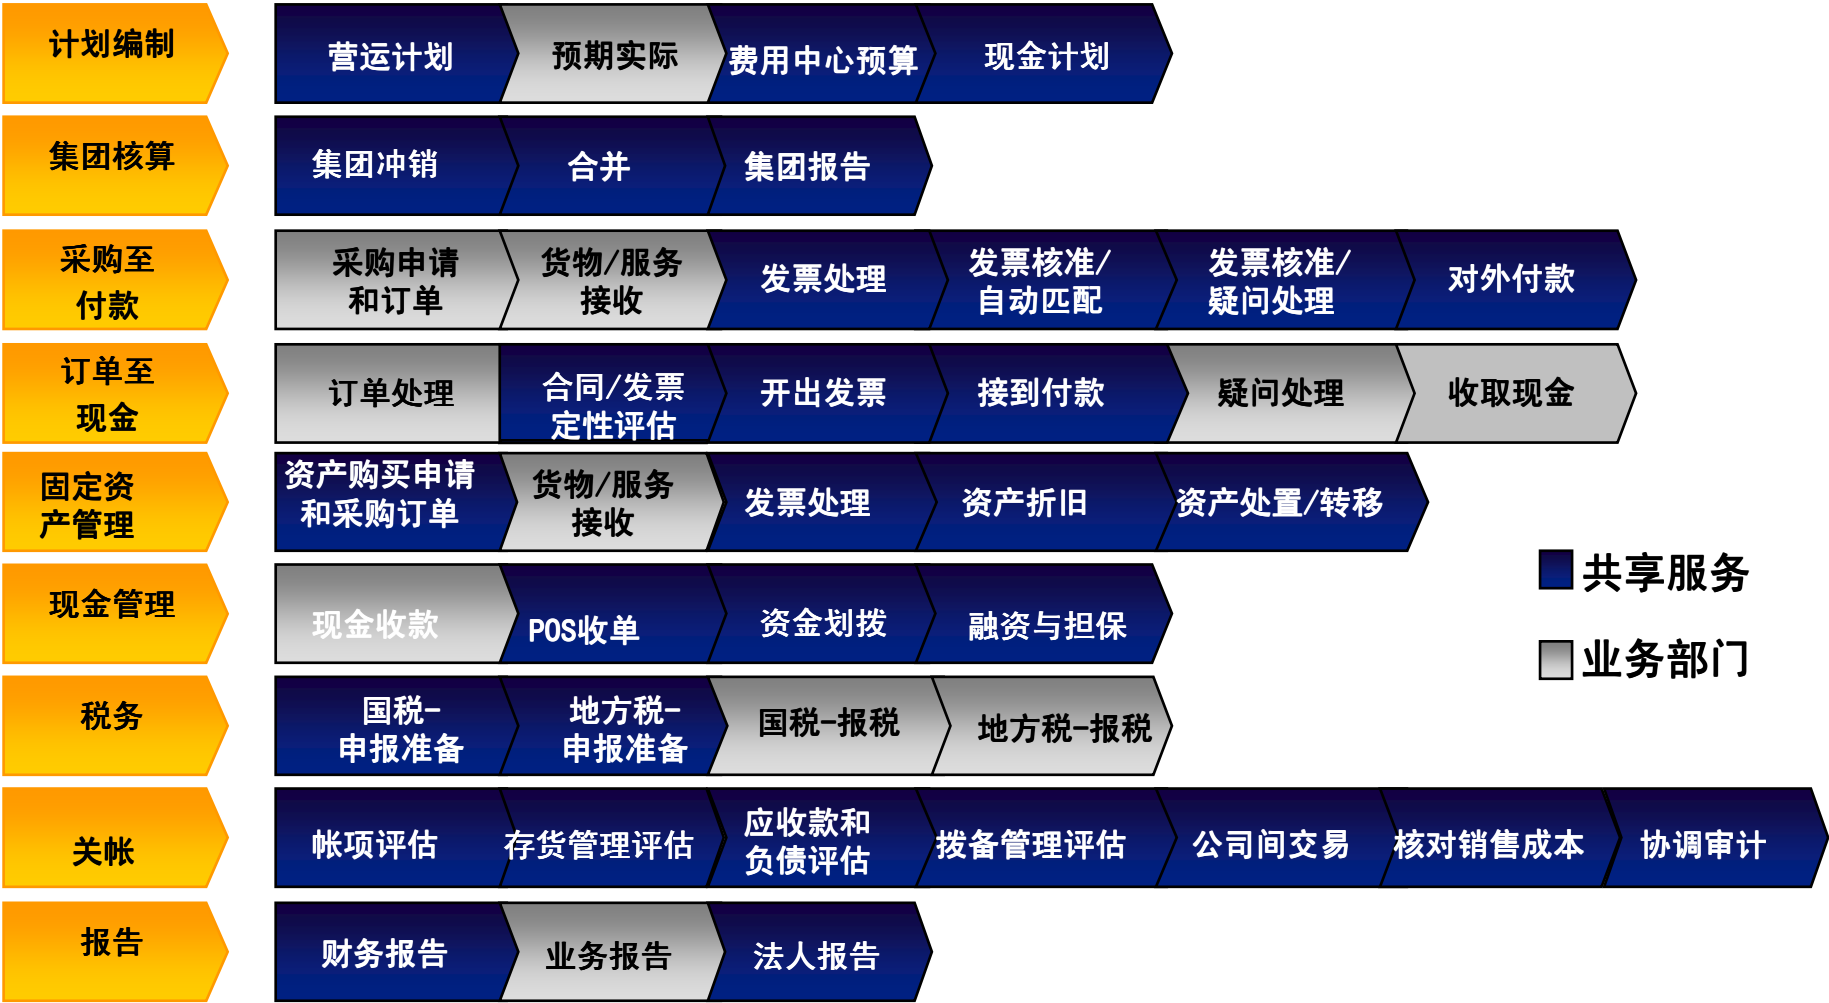 计划编制
营运计划
预期实际
费用中心预算
现金计划
集团核算
集团冲销
合并
集团报告
采购至
付款
采购申请
和订单
货物/服务
接收
发票处理
发票核准/
自动匹配
发票核准/
疑问处理
对外付款
订单至
现金
订单处理
合同/发票
定性评估
开出发票
接到付款
疑问处理
收取现金
固定资
产管理
资产购买申请
和采购订单
货物/服务
接收
发票处理
资产折旧
资产处置/转移
共享服务
现金管理
现金收款
POS收单
资金划拨
融资与担保
业务部门
税务
国税-
申报准备
地方税-
申报准备
国税-报税
地方税-报税
关帐
帐项评估
存货管理评估
应收款和
负债评估
拨备管理评估
公司间交易
核对销售成本
协调审计
报告
财务报告
业务报告
法人报告